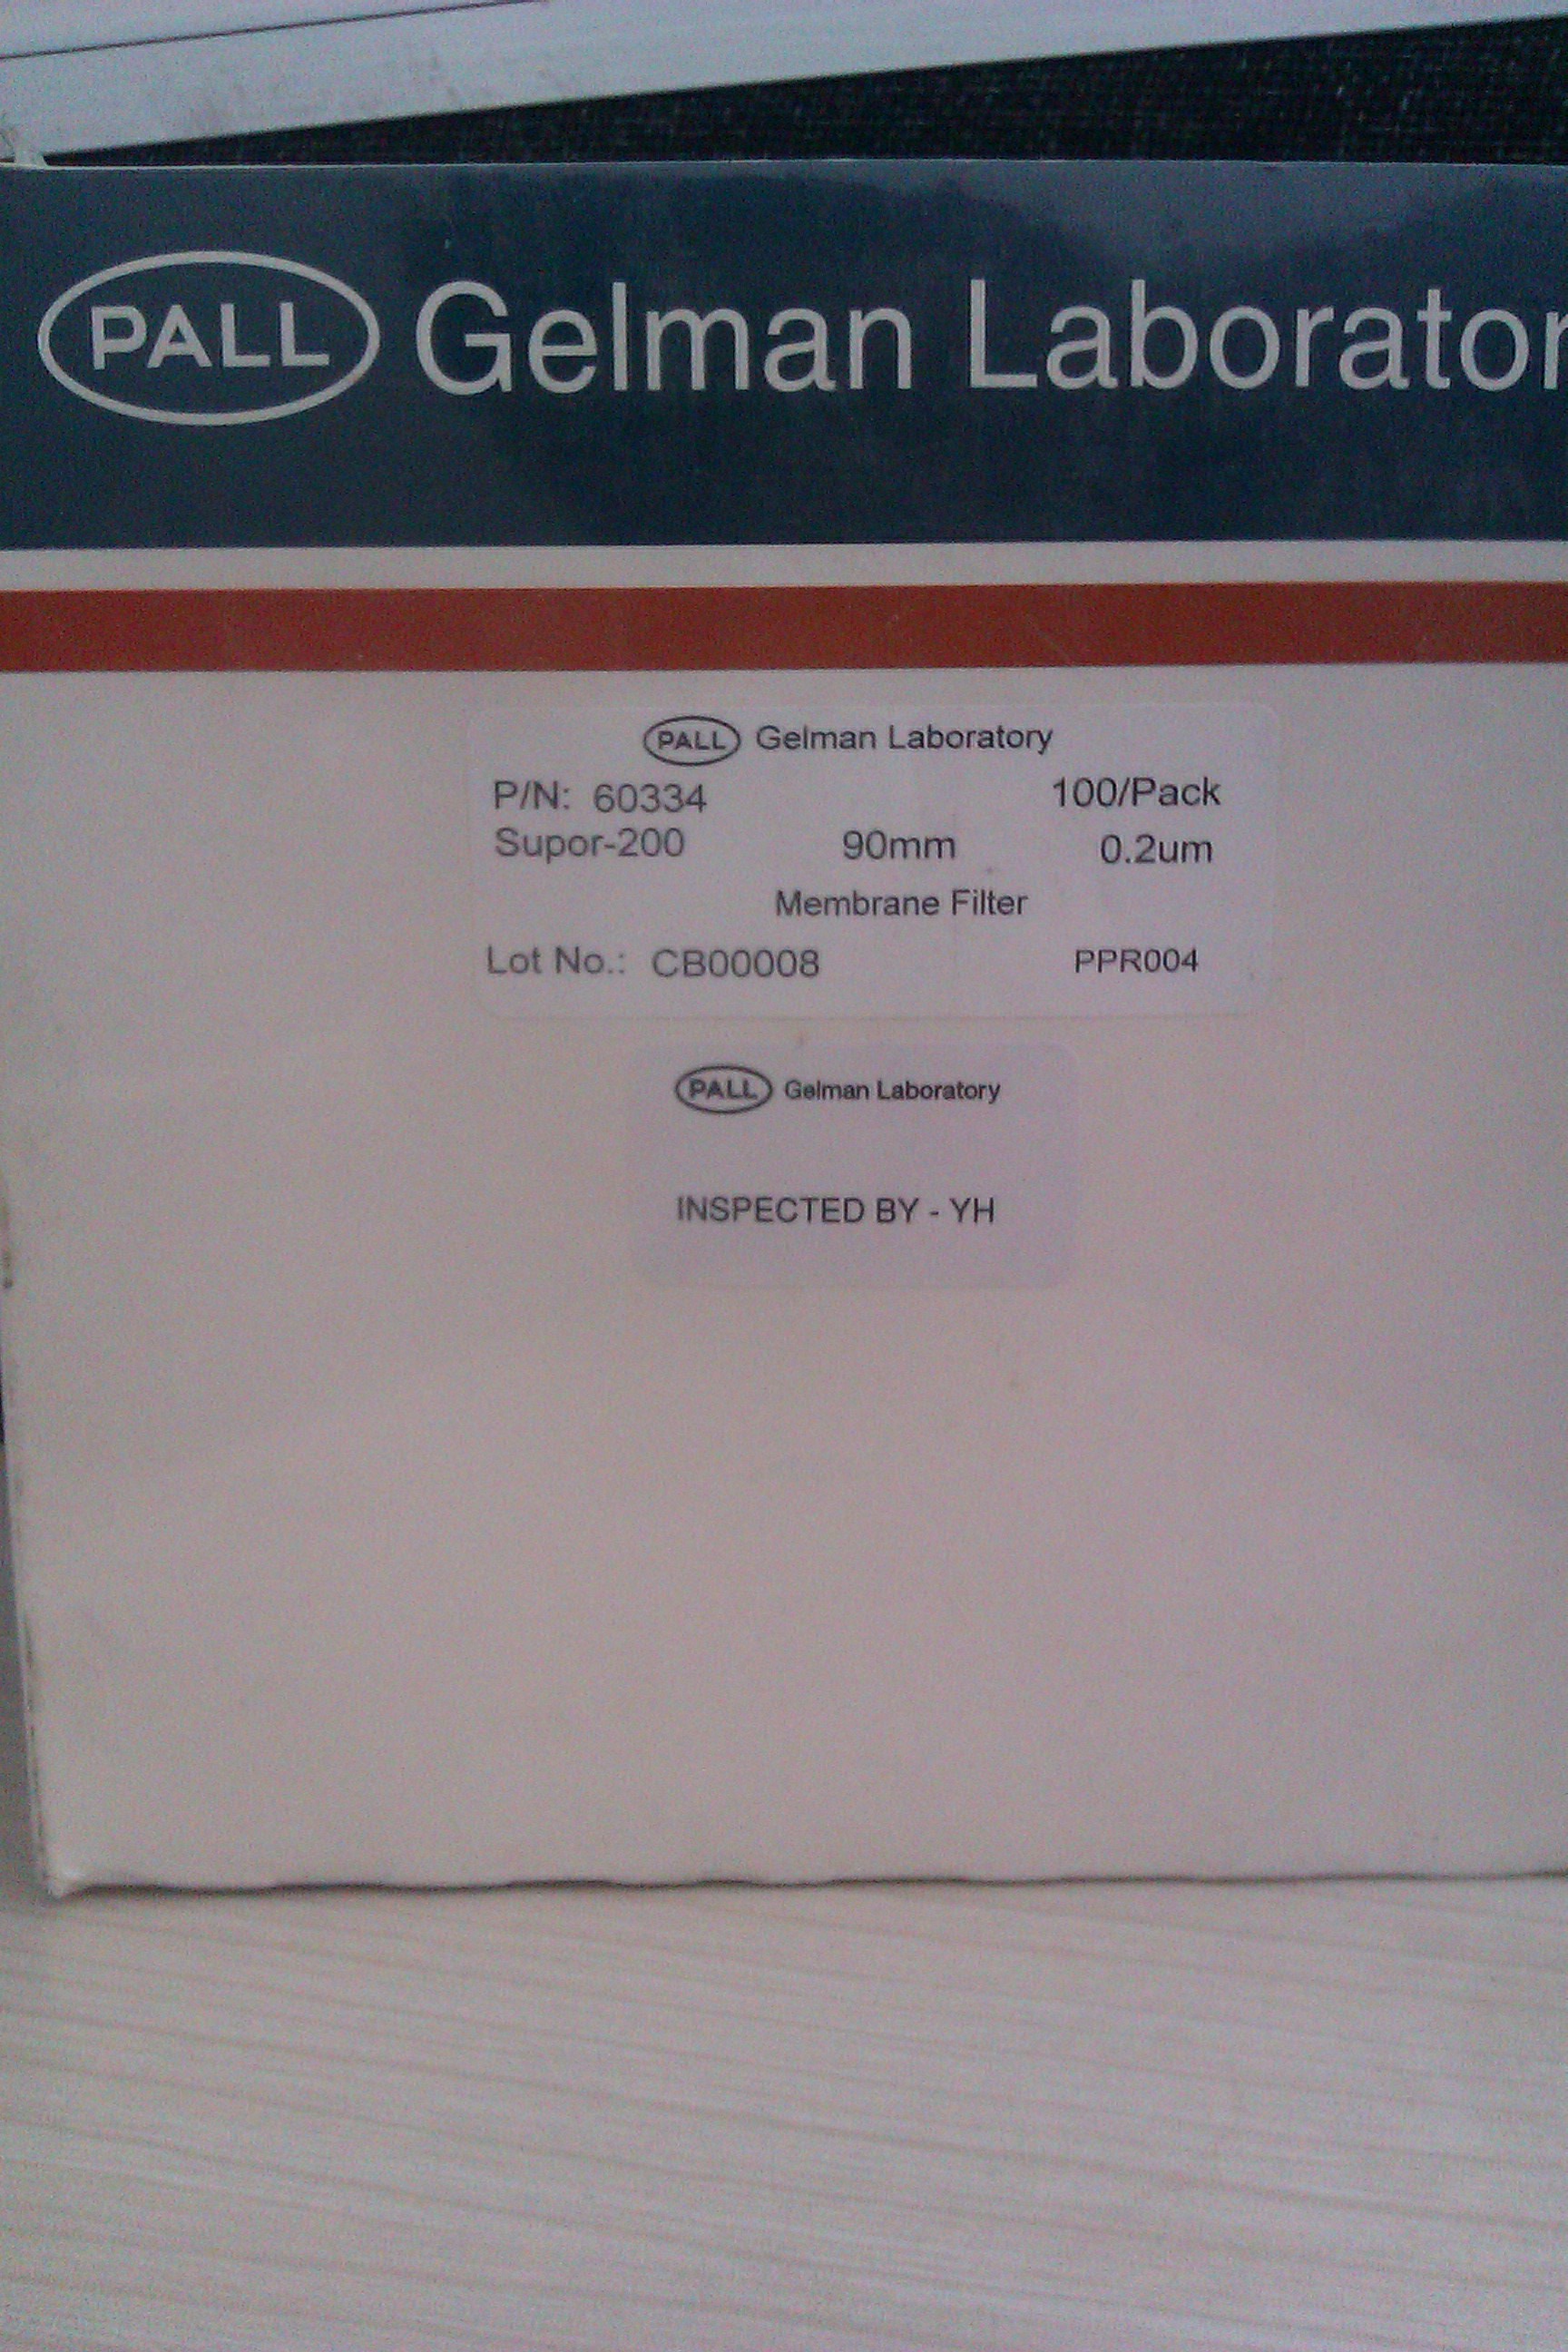 PALL Gelman Laborator
PALL Gelman Laboratory
P/N: 60334 100/Pack
Supor-200 90mm 0.2um
Membrane Filter
Lot No.: CB00008 PPR004
PALL Gelman Laboratory
INSPECTED BY - YH